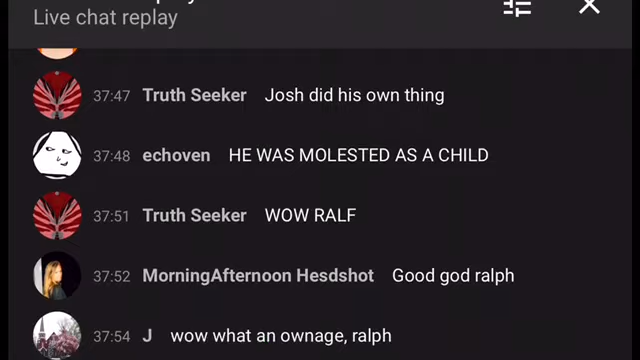 Live chat replay
37:47 Truth Seeker Josh did his own thing
37:48 echoven HE WAS MOLESTED AS A CHILD
37:51 Truth Seeker WOW RALF
37:52 MorningAfternoon Hesdshot Good god ralph
37:54 J wow what an ownage, ralph